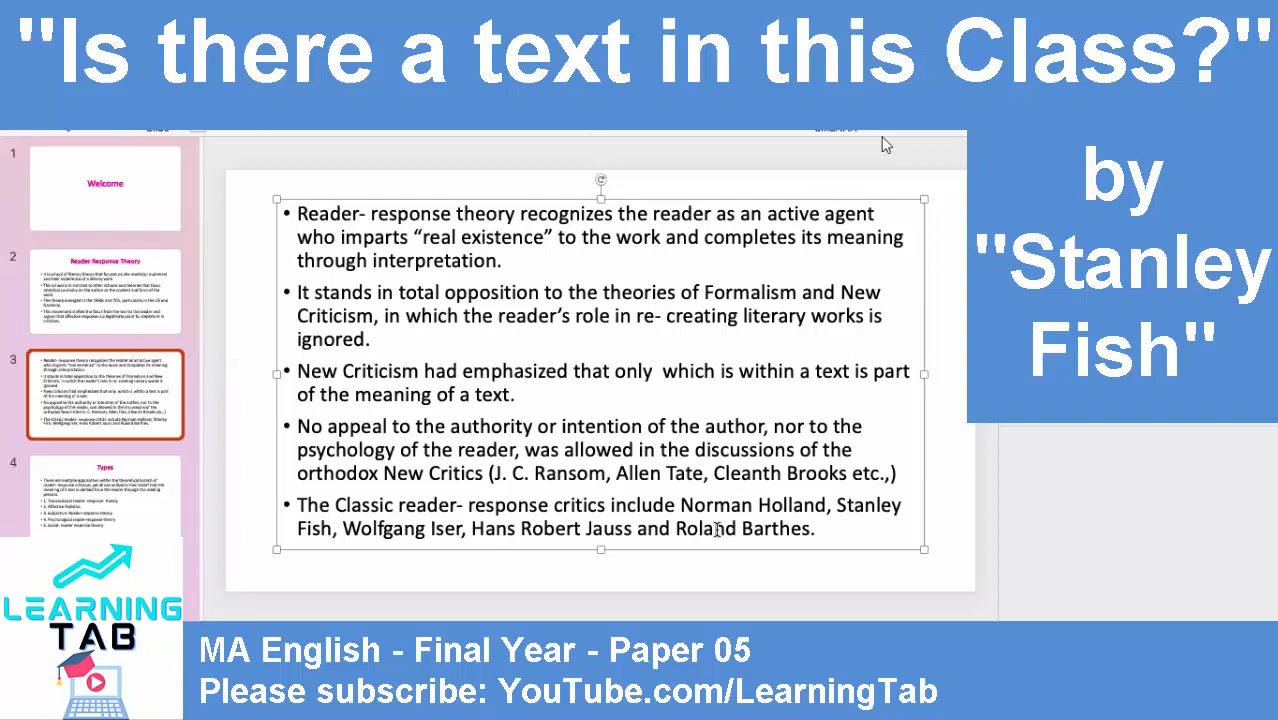 "Is there a text in this Class?"
by
"Stanley
Fish"
1
Welcome
2
Reader Response Theory
3
4
Types
• Reader- response theory recognizes the reader as an active agent
who imparts “real existence” to the work and completes its meaning
through interpretation.
• It stands in total opposition to the theories of Formalism and New
Criticism, in which the reader’s role in re- creating literary works is
ignored.
• New Criticism had emphasized that only  which is within a text is part
of the meaning of a text.
• No appeal to the authority or intention of the author, nor to the
psychology of the reader, was allowed in the discussions of the
orthodox New Critics (J. C. Ransom, Allen Tate, Cleanth Brooks etc.,)
• The Classic reader- response critics include Norman Holland, Stanley
Fish, Wolfgang Iser, Hans Robert Jauss and Roland Barthes.
LEARNING
TAB
MA English - Final Year - Paper 05
Please subscribe: YouTube.com/LearningTab